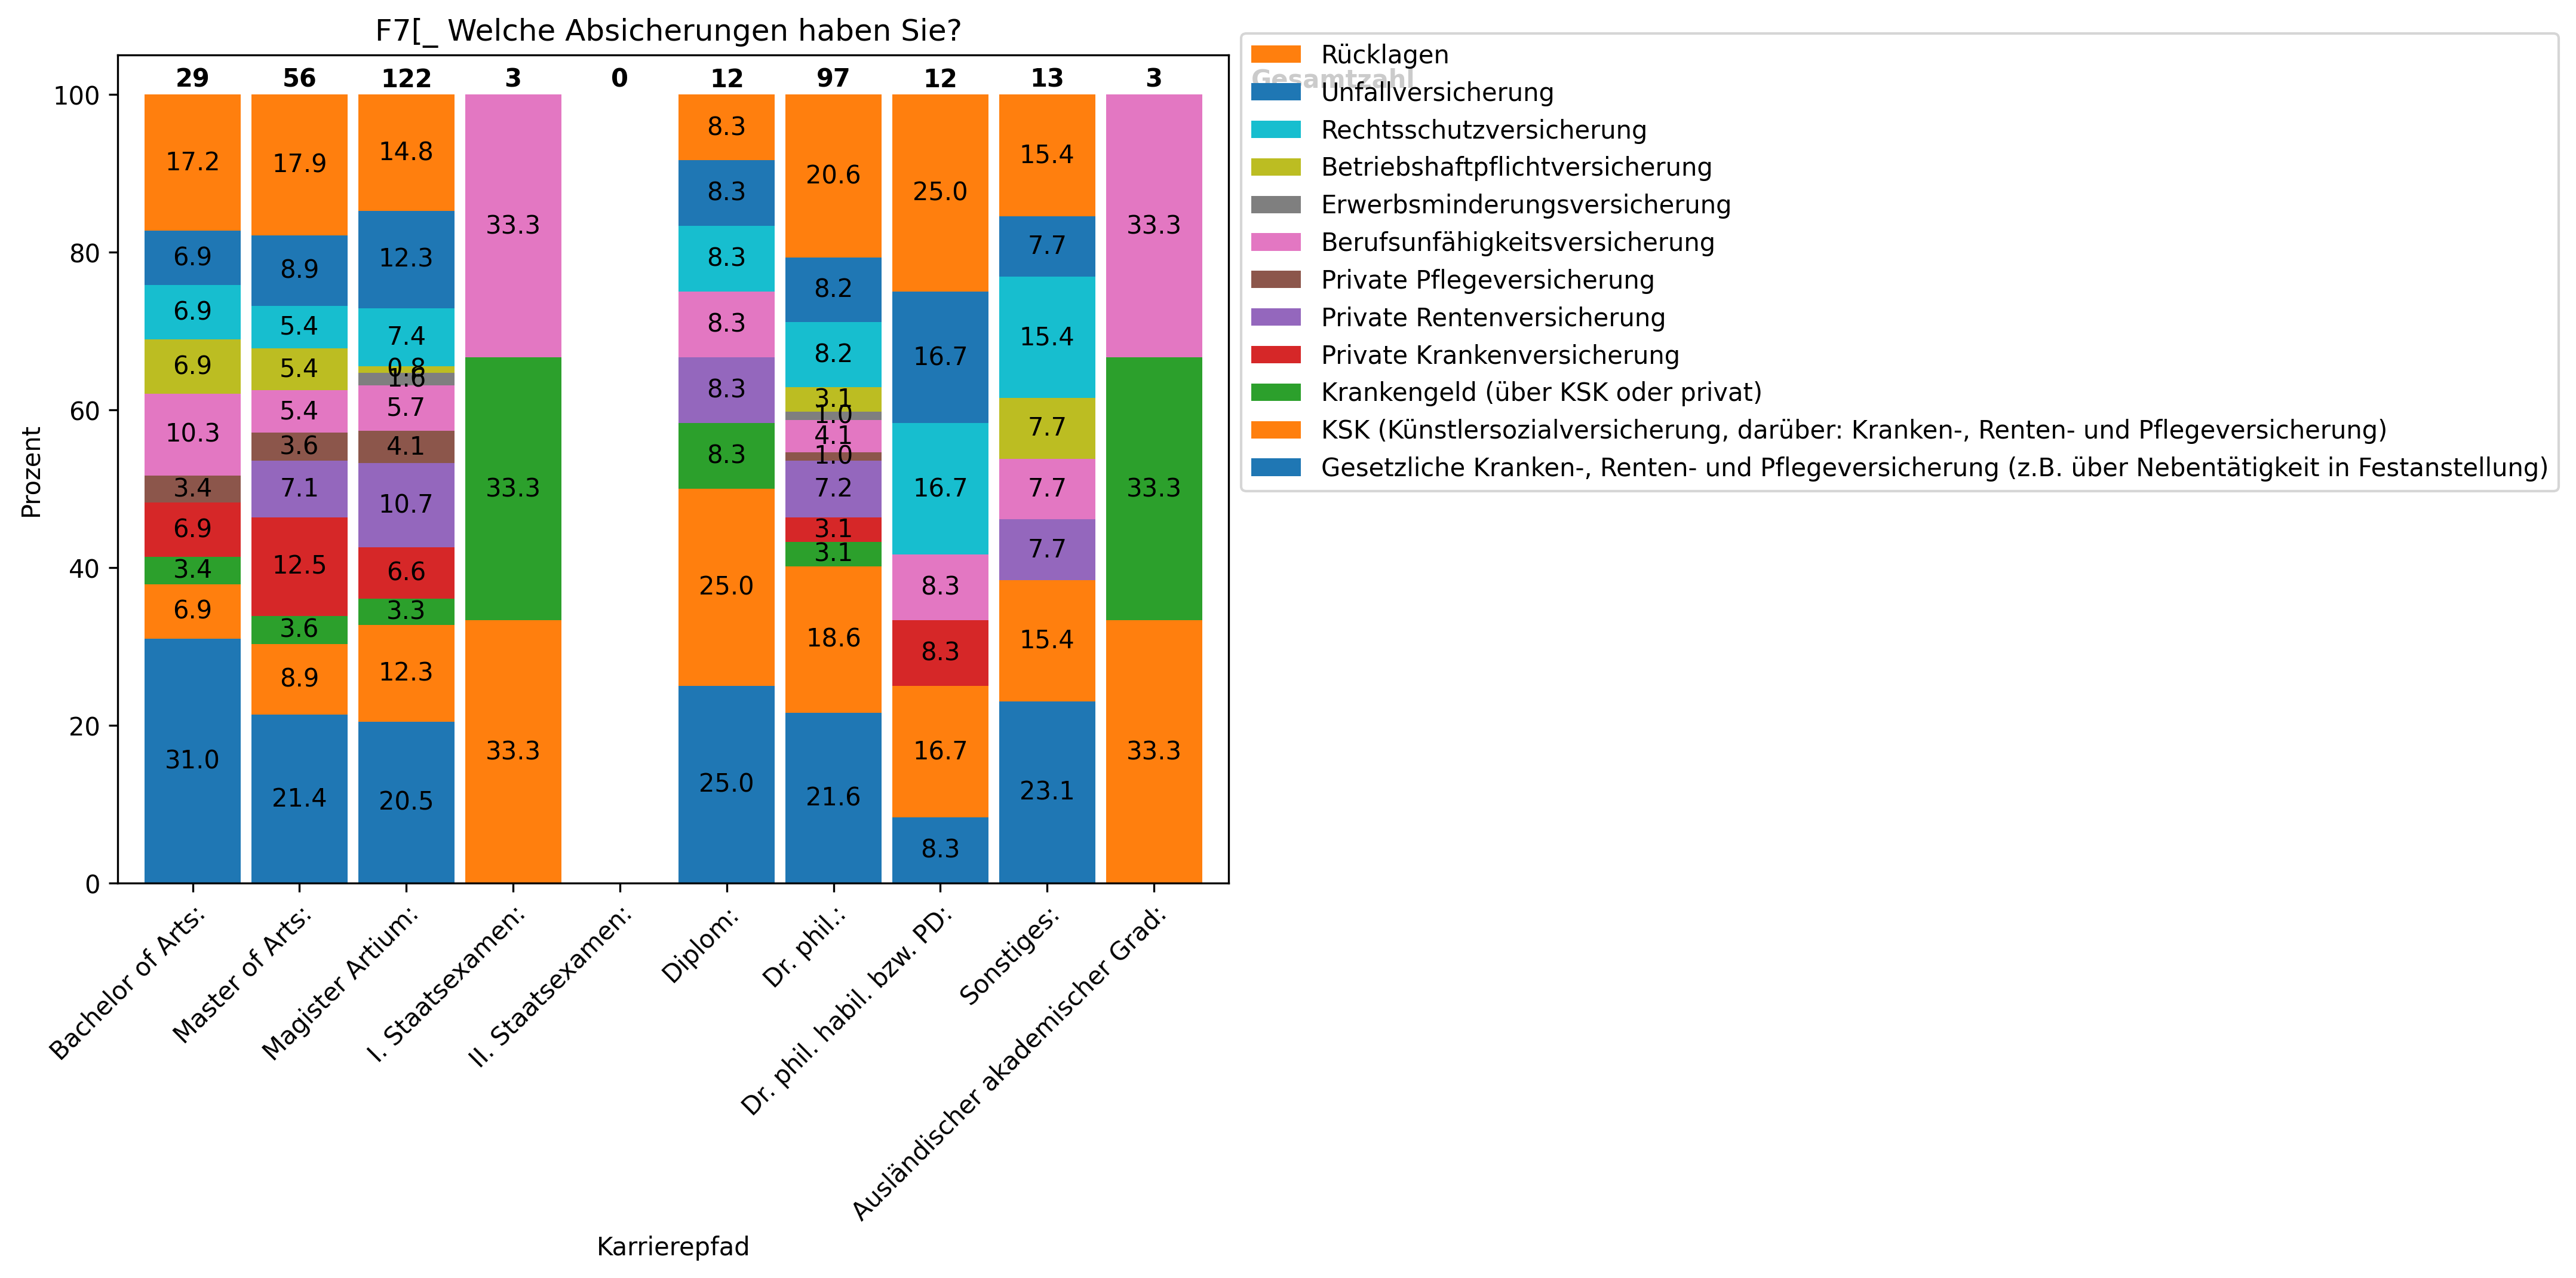 F7[_ Welche Absicherungen haben Sie?
29 56 122 3 0 12 97 12 13 3
Gesamtzahl
Prozent
100
80
60
40
20
0
17.2
6.9
6.9
6.9
10.3
3.4
6.9
3.4
6.9
31.0
17.9
8.9
5.4
5.4
5.4
3.6
7.1
12.5
3.6
8.9
21.4
14.8
12.3
7.4
0.8
1.6
5.7
4.1
10.7
6.6
3.3
12.3
20.5
33.3
33.3
33.3
8.3
8.3
8.3
8.3
8.3
8.3
25.0
25.0
20.6
8.2
8.2
3.1
1.0
4.1
1.0
7.2
3.1
3.1
18.6
21.6
25.0
16.7
16.7
8.3
8.3
16.7
8.3
15.4
7.7
15.4
7.7
7.7
7.7
15.4
23.1
33.3
33.3
33.3
Bachelor of Arts:
Master of Arts:
Magister Artium:
I. Staatsexamen:
II. Staatsexamen:
Diplom:
Dr. phil.:
Dr. phil. habil. bzw. PD:
Sonstiges:
Ausländischer akademischer Grad:
Karrierepfad
Rücklagen
Unfallversicherung
Rechtsschutzversicherung
Betriebshaftpflichtversicherung
Erwerbsminderungsversicherung
Berufsunfähigkeitsversicherung
Private Pflegeversicherung
Private Rentenversicherung
Private Krankenversicherung
Krankengeld (über KSK oder privat)
KSK (Künstlersozialversicherung, darüber: Kranken-, Renten- und Pflegeversicherung)
Gesetzliche Kranken-, Renten- und Pflegeversicherung (z.B. über Nebentätigkeit in Festanstellung)